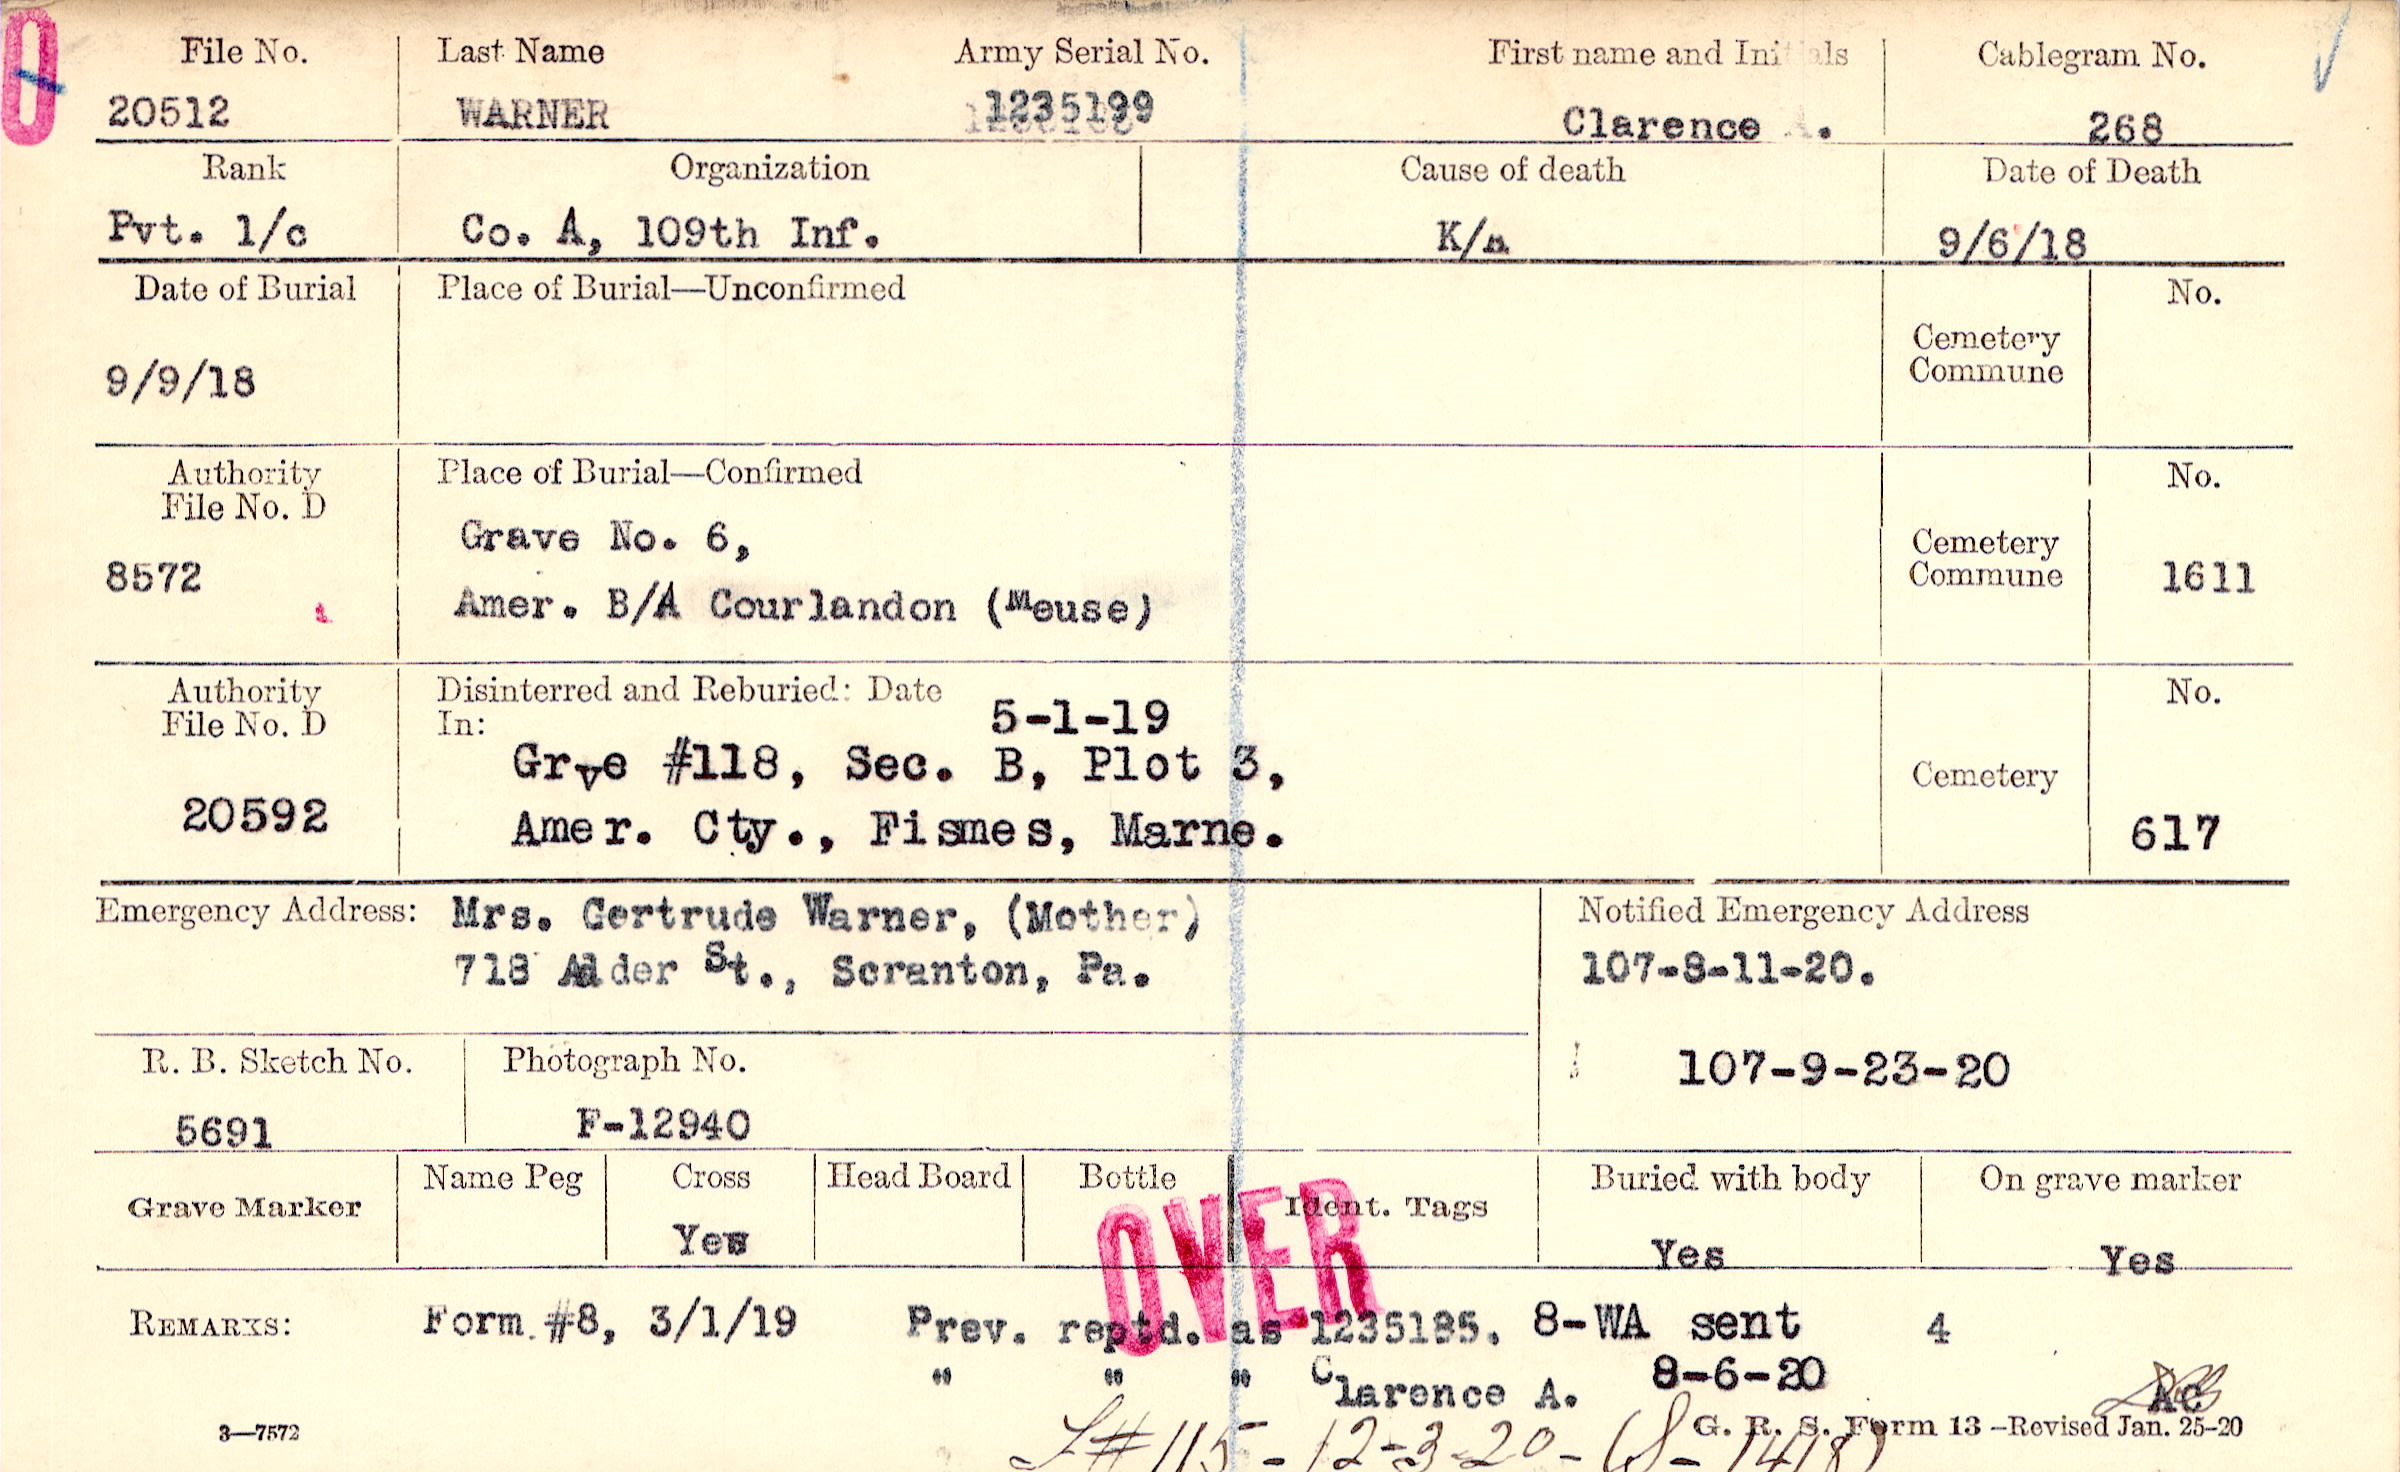 File No. Last Name Army Serial No. First name and Initials Cablegram No.
20512 WARNER 1235199 Clarence A. 268
Rank Organization Cause of death Date of Death
Pvt. 1/c Co. A, 109th Inf. K/a 9/6/18
Date of Burial Place of Burial—Unconfirmed No.
Cemetery
Commune
9/9/18
Authority Place of Burial—Confirmed No.
File No. D
Grave No. 6,
Cemetery
8572 Commune 1611
Amer. B/A Courlandon (Meuse)
Authority Disinterred and Reburied: Date No.
File No. D In: 5-1-19
Grve #118, Sec. B, Plot 3,
Cemetery
20592 Amer. Cty., Fismes, Marne. 617
Emergency Address: Mrs. Gertrude Warner, (Mother) Notified Emergency Address
718 Alder St., Scranton, Pa. 107-8-11-20.
R. B. Sketch No. Photograph No. 107-9-23-20
5691 F-12940
Grave Marker Name Peg Cross Head Board Bottle Ident. Tags Buried with body On grave marker
Yes Yes Yes
OVER
REMARKS: Form #8, 3/1/19 Prev. reptd. as 1235185. 8-WA sent 4
" " " Clarence A. 8-6-20 AC
3—7572 G. R. S. Form 13—Revised Jan. 25-20
L#115-12-3-20-(S-1418)